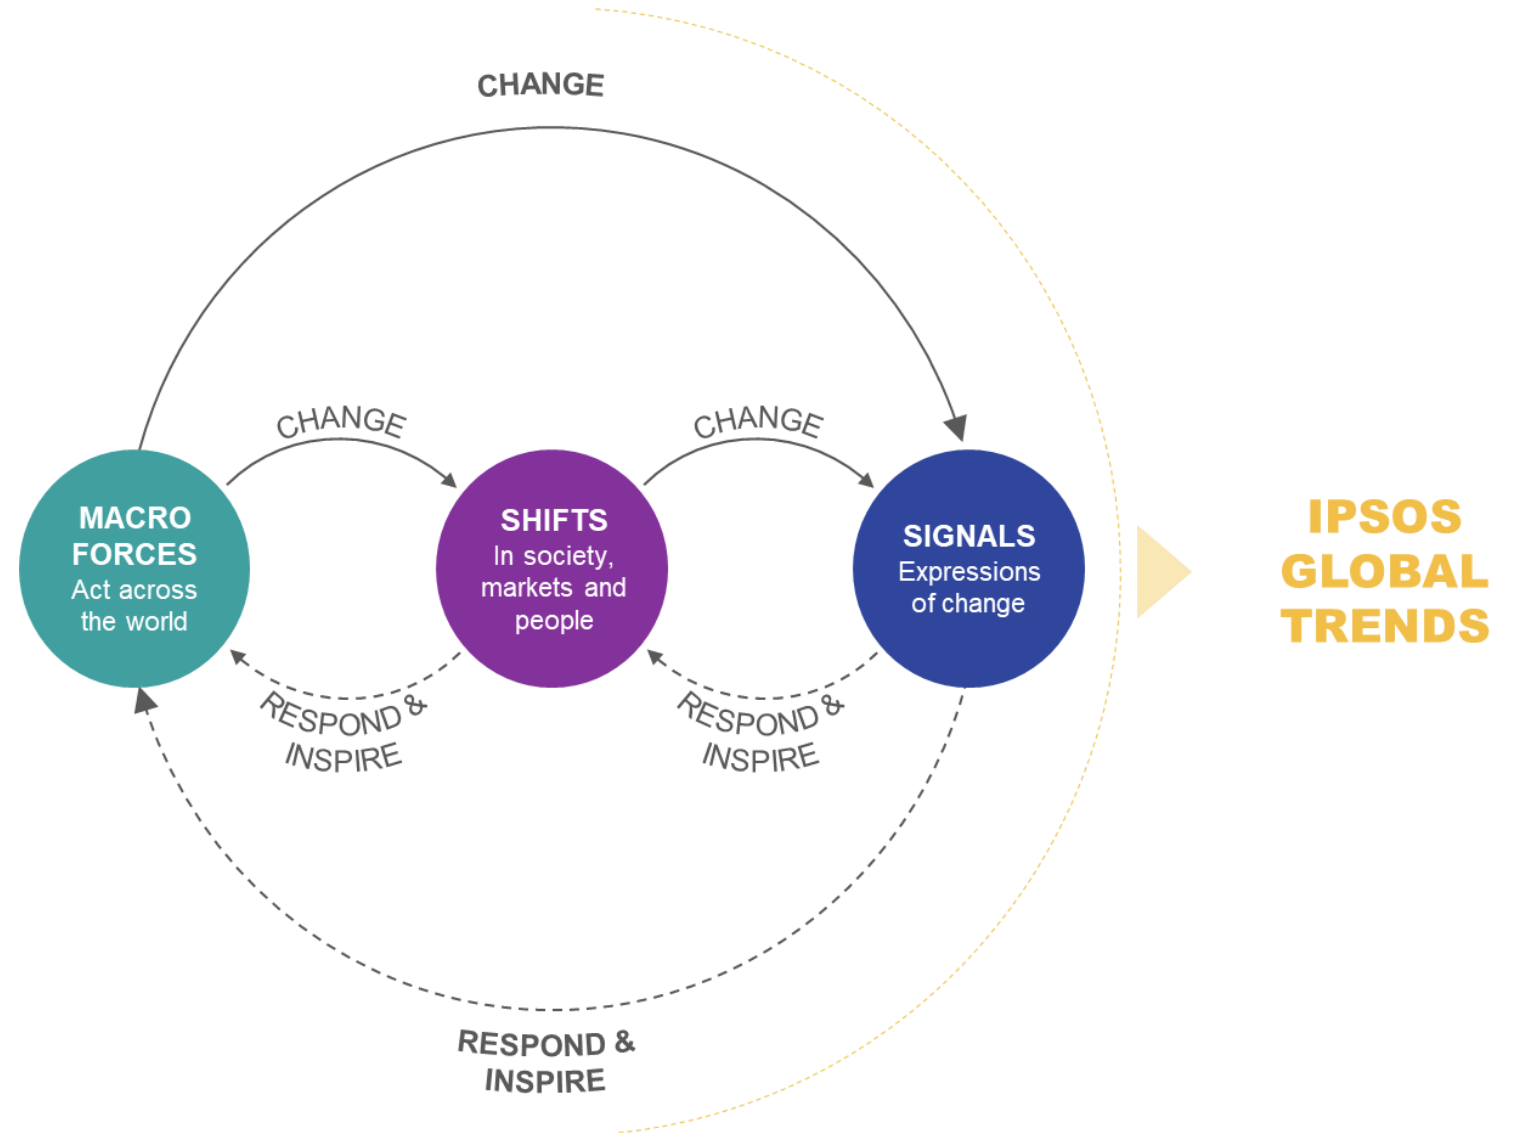 CHANGE
CHANGE
CHANGE
MACRO
FORCES
Act across
the world
SHIFTS
In society,
markets and
people
SIGNALS
Expressions
of change
IPSOS
GLOBAL
TRENDS
RESPOND &
INSPIRE
RESPOND &
INSPIRE
RESPOND &
INSPIRE